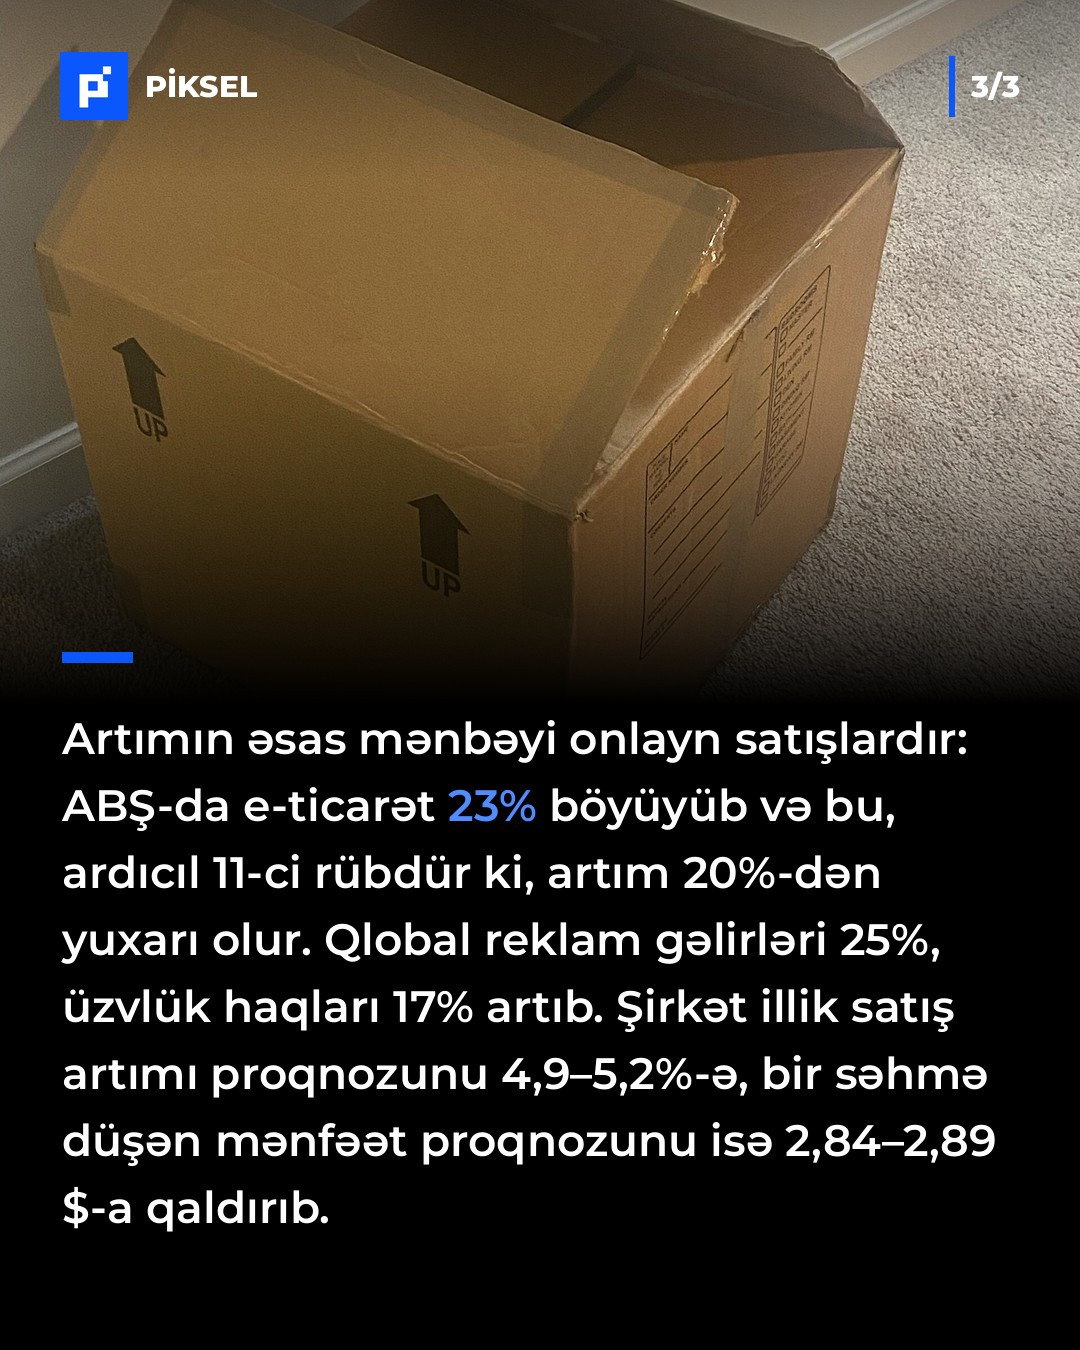 PİKSEL
3/3
UP
UP
Artımın əsas mənbəyi onlayn satışlardır:
ABŞ-da e-ticarət 23% böyüyüb və bu,
ardıcıl 11-ci rübdür ki, artım 20%-dən
yuxarı olur. Qlobal reklam gəlirləri 25%,
üzvlük haqları 17% artıb. Şirkət illik satış
artımı proqnozunu 4,9–5,2%-ə, bir səhmə
düşən mənfəət proqnozunu isə 2,84–2,89
$-a qaldırıb.